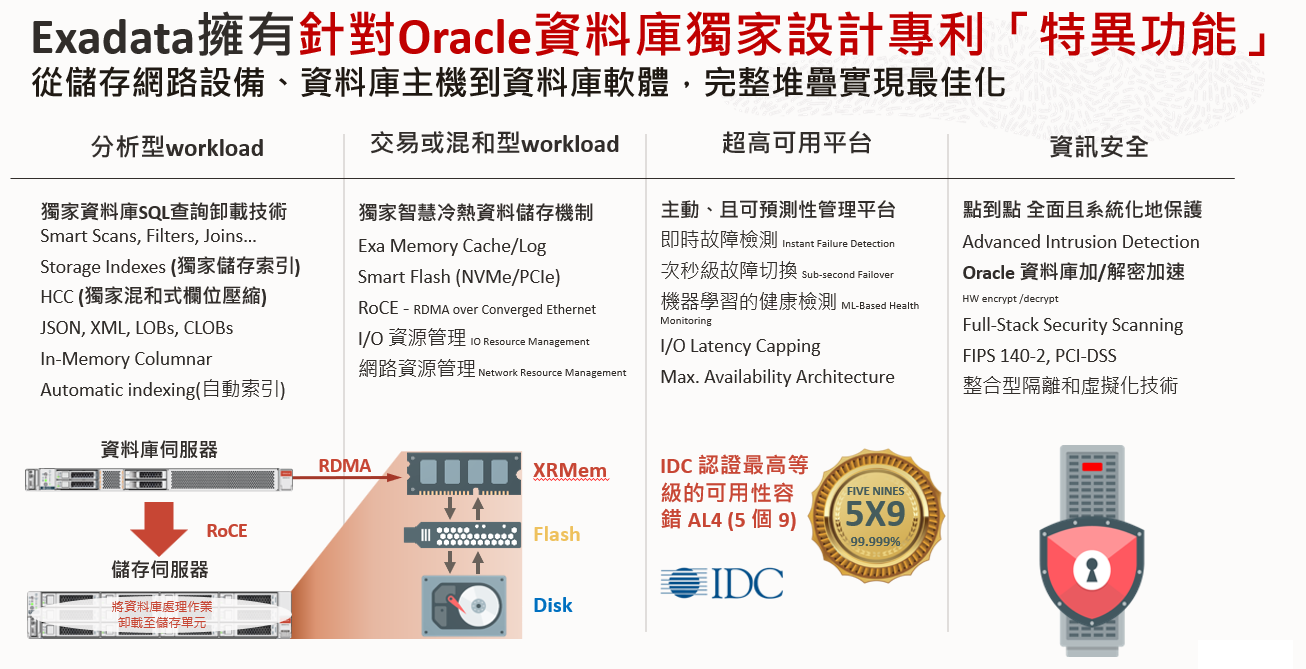 Exadata擁有針對Oracle資料庫獨家設計專利「特異功能」
從儲存網路設備、資料庫主機到資料庫軟體，完整堆疊實現最佳化
分析型workload
獨家資料庫SQL查詢卸載技術
Smart Scans, Filters, Joins...
Storage Indexes (獨家儲存索引)
HCC (獨家混和式欄位壓縮)
JSON, XML, LOBs, CLOBs
In-Memory Columnar
Automatic indexing(自動索引)
交易或混和型workload
獨家智慧冷熱資料儲存機制
Exa Memory Cache/Log
Smart Flash (NVMe/PCIe)
RoCE - RDMA over Converged Ethernet
I/O 資源管理 IO Resource Management
網路資源管理 Network Resource Management
超高可用平台
主動、且可預測性管理平台
即時故障檢測 Instant Failure Detection
次秒級故障切換 Sub-second Failover
機器學習的健康檢測 ML-Based Health
Monitoring
I/O Latency Capping
Max. Availability Architecture
資訊安全
點到點 全面且系統化地保護
Advanced Intrusion Detection
Oracle 資料庫加/解密加速
HW encrypt /decrypt
Full-Stack Security Scanning
FIPS 140-2, PCI-DSS
整合型隔離和虛擬化技術
資料庫伺服器
RDMA
RoCE
儲存伺服器
將資料庫處理作業
卸載至儲存單元
XRMem
Flash
Disk
IDC 認證最高等
級的可用性容
錯 AL4 (5 個 9)
FIVE NINES
5X9
99.999%
IDC